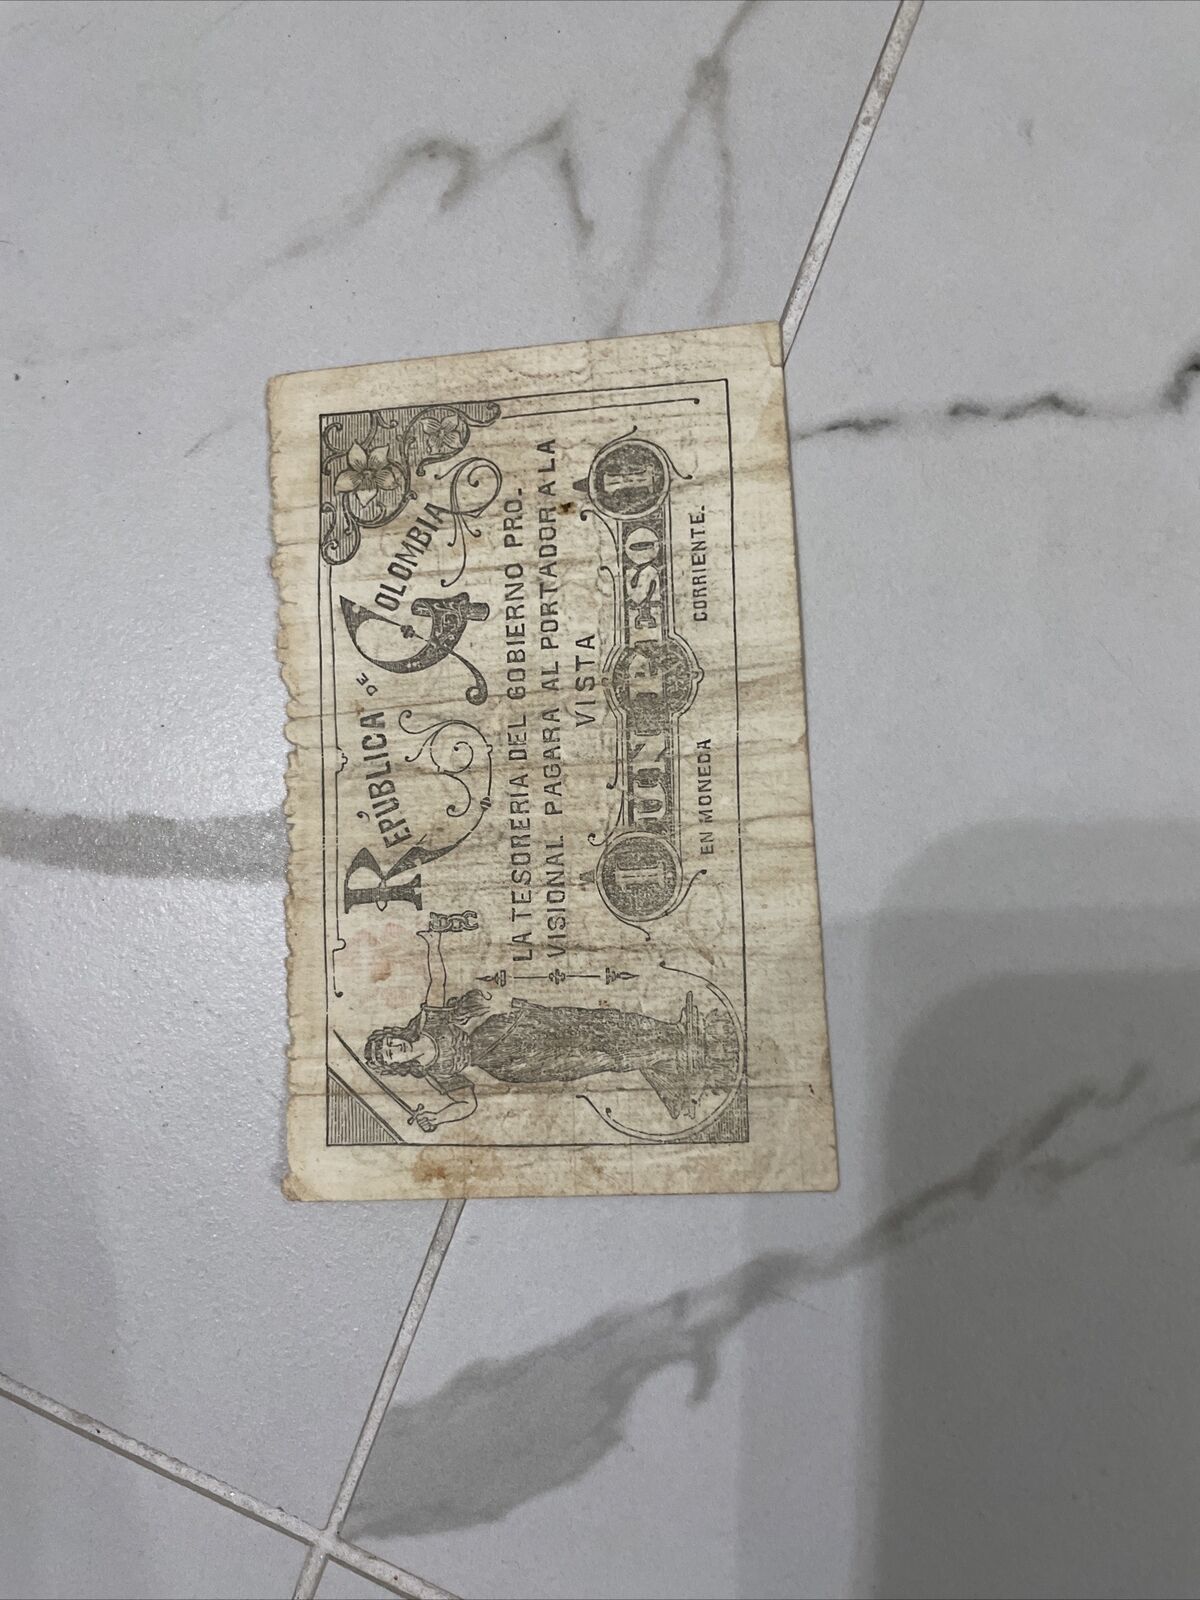 REPÚBLICA DE COLOMBIA
LA TESORERIA DEL GOBIERNO PRO.
VISIONAL PAGARA AL PORTADOR A LA
VISTA
1 UN PESO 1
EN MONEDA CORRIENTE.